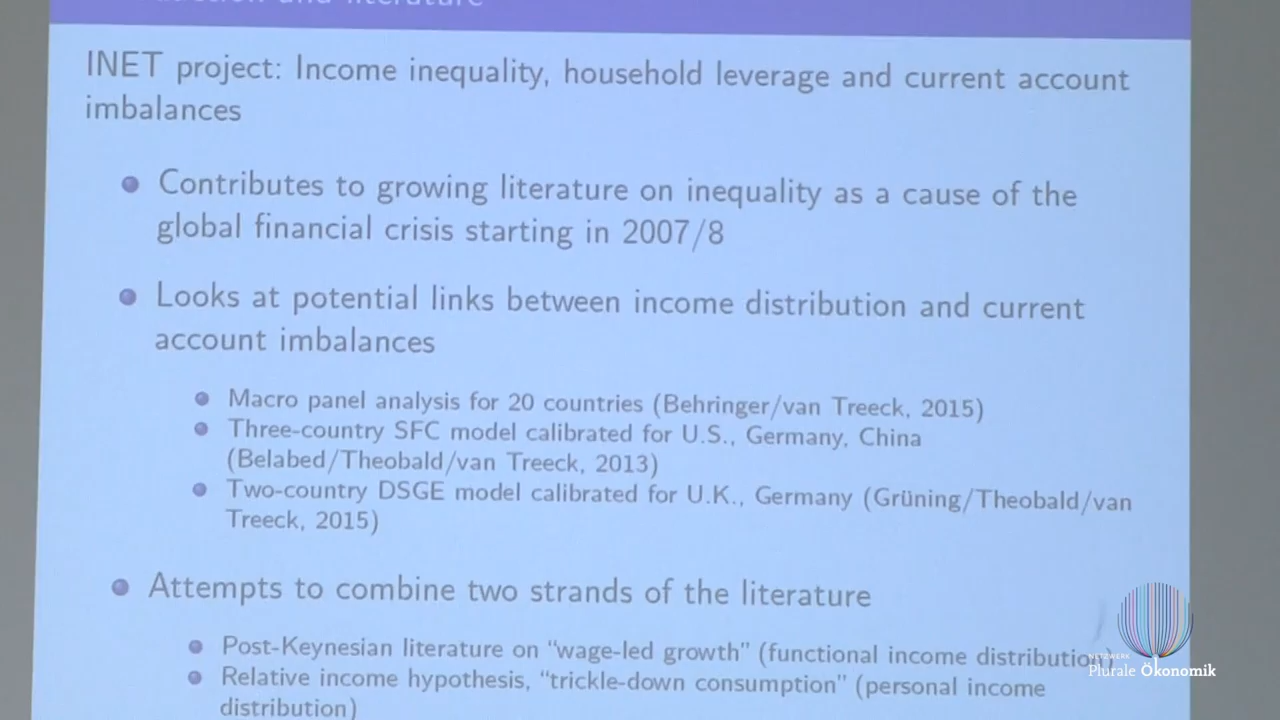 and literature
INET project: Income inequality, household leverage and current account
imbalances
Contributes to growing literature on inequality as a cause of the
global financial crisis starting in 2007/8
Looks at potential links between income distribution and current
account imbalances
Macro panel analysis for 20 countries (Behringer/van Treeck, 2015)
Three-country SFC model calibrated for U.S., Germany, China
(Belabed/Theobald/van Treeck, 2013)
Two-country DSGE model calibrated for U.K., Germany (Grüning/Theobald/van
Treeck, 2015)
Attempts to combine two strands of the literature
Post-Keynesian literature on “wage-led growth” (functional income distributio
Relative income hypothesis, “trickle-down consumption” (personal income
distribution)
NETZWERK
Plurale Ökonomik